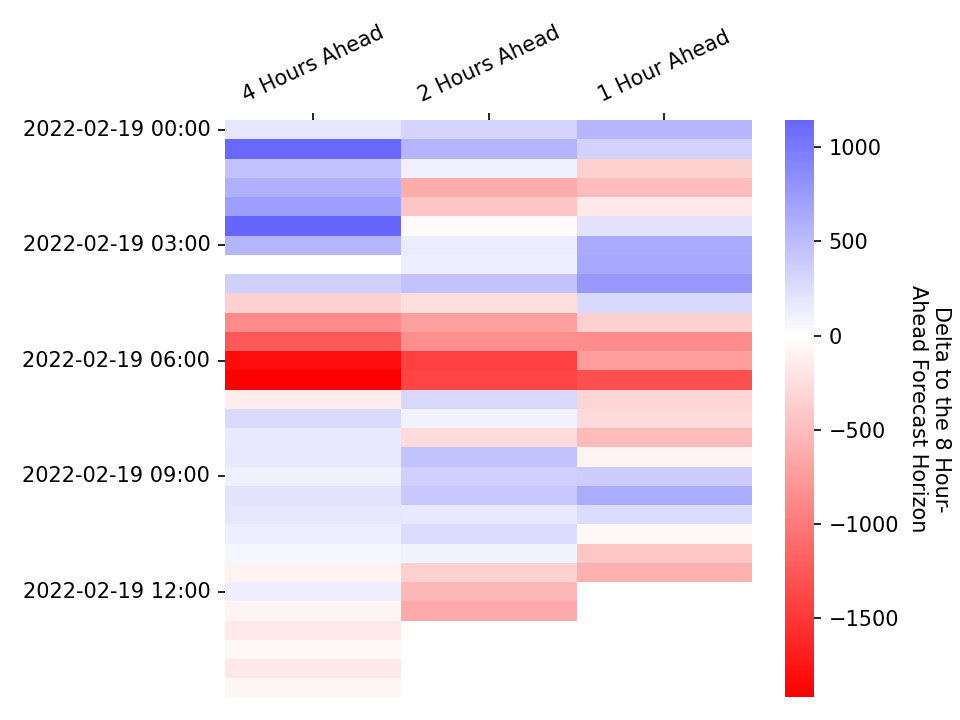 4 Hours Ahead
2 Hours Ahead
1 Hour Ahead
2022-02-19 00:00
2022-02-19 03:00
2022-02-19 06:00
2022-02-19 09:00
2022-02-19 12:00
1000
500
0
−500
−1000
−1500
Delta to the 8 Hour-
Ahead Forecast Horizon